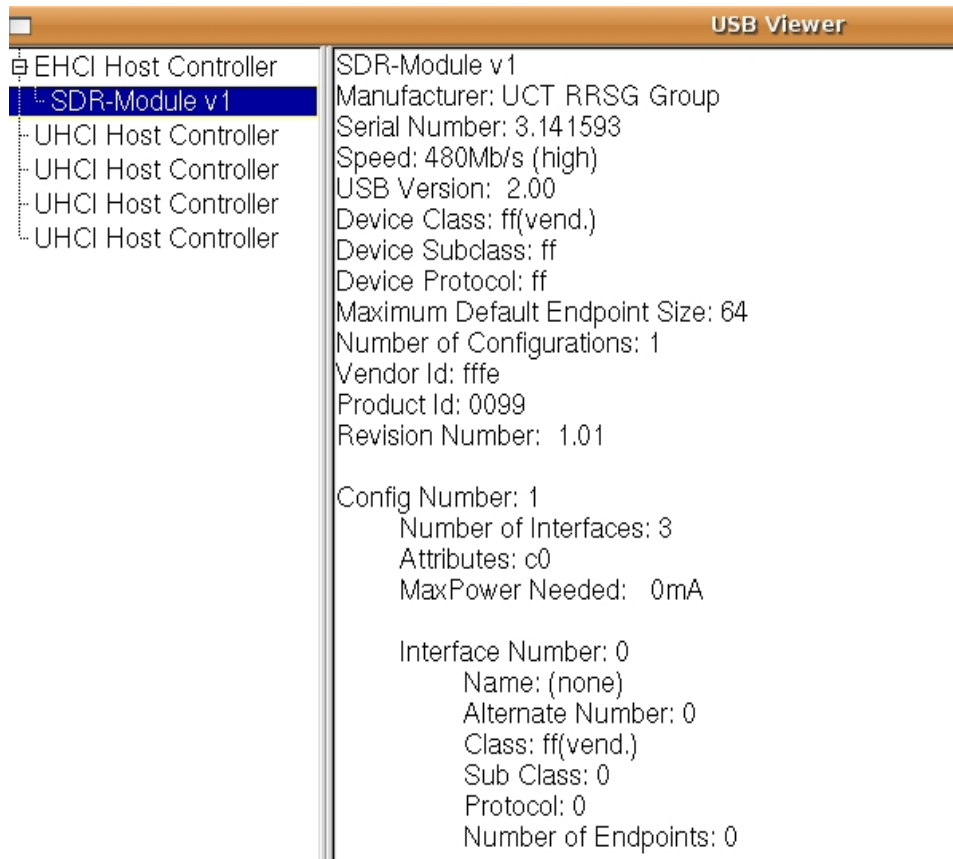 USB Viewer
EHCI Host Controller
SDR-Module v1
UHCI Host Controller
UHCI Host Controller
UHCI Host Controller
UHCI Host Controller
SDR-Module v1
Manufacturer: UCT RRSG Group
Serial Number: 3.141593
Speed: 480Mb/s (high)
USB Version:  2.00
Device Class: ff(vend.)
Device Subclass: ff
Device Protocol: ff
Maximum Default Endpoint Size: 64
Number of Configurations: 1
Vendor Id: fffe
Product Id: 0099
Revision Number:  1.01
Config Number: 1
Number of Interfaces: 3
Attributes: c0
MaxPower Needed:   0mA
Interface Number: 0
Name: (none)
Alternate Number: 0
Class: ff(vend.)
Sub Class: 0
Protocol: 0
Number of Endpoints: 0